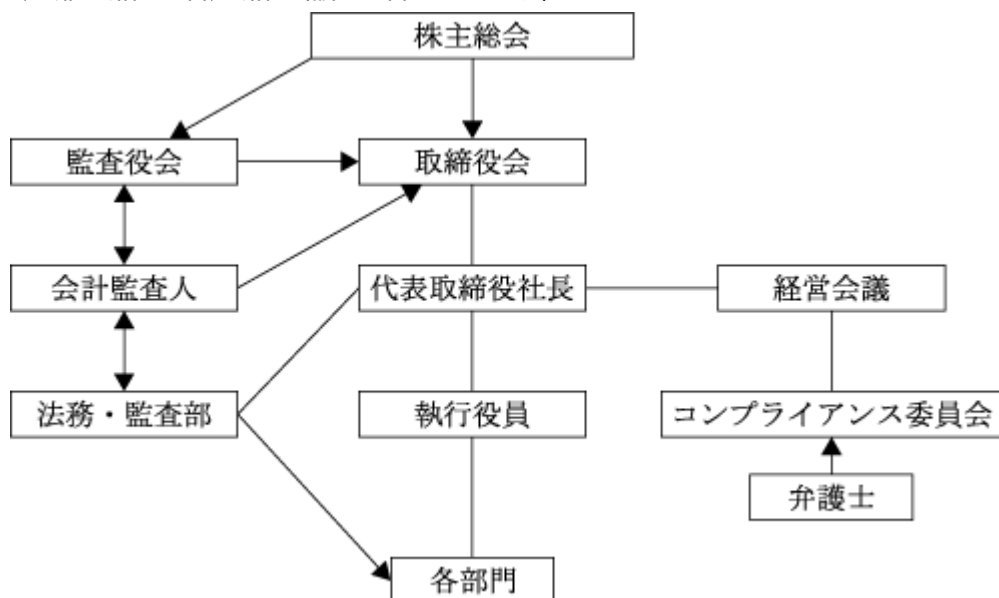 株主総会
監査役会
取締役会
会計監査人
代表取締役社長
経営会議
法務・監査部
執行役員
コンプライアンス委員会
弁護士
各部門